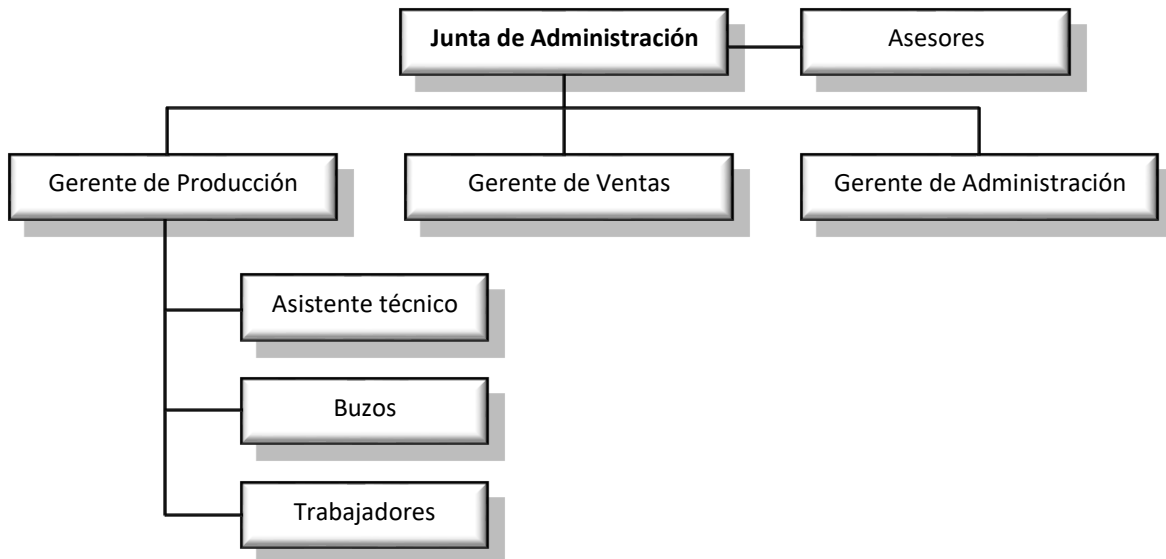 Junta de Administración
Asesores
Gerente de Producción
Gerente de Ventas
Gerente de Administración
Asistente técnico
Buzos
Trabajadores